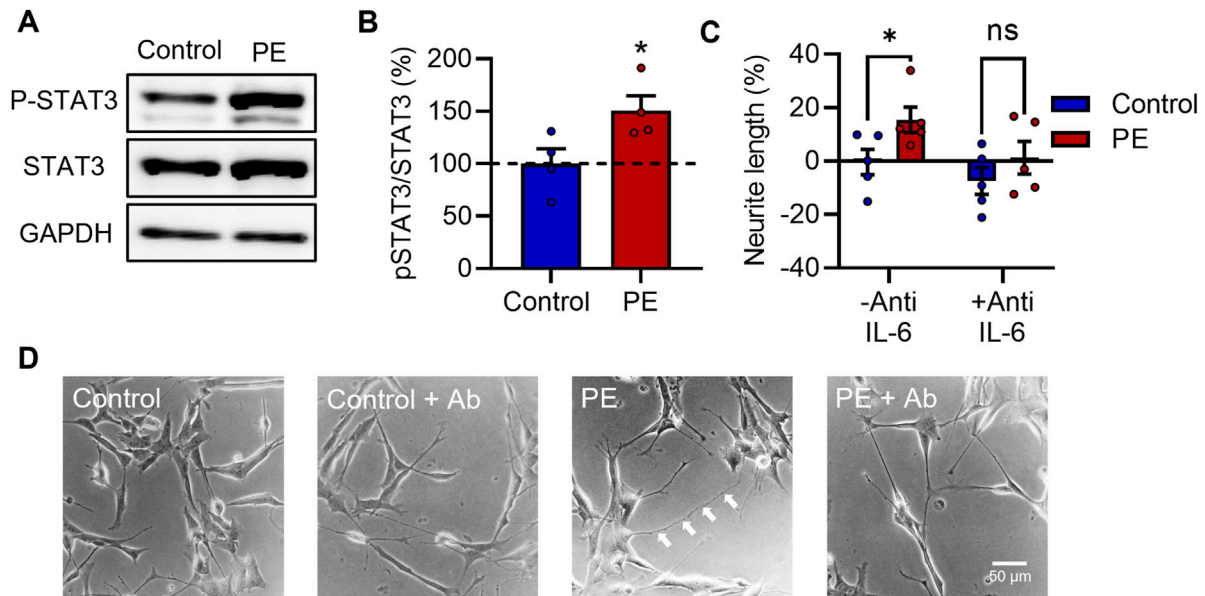 A
Control PE
P-STAT3
STAT3
GAPDH
B
pSTAT3/STAT3 (%)
200
150
100
50
0
*
Control PE
C
Neurite length (%)
40
20
0
-20
-40
*
ns
-Anti
IL-6
+Anti
IL-6
Control
PE
D
Control
Control + Ab
PE
PE + Ab
50 µm